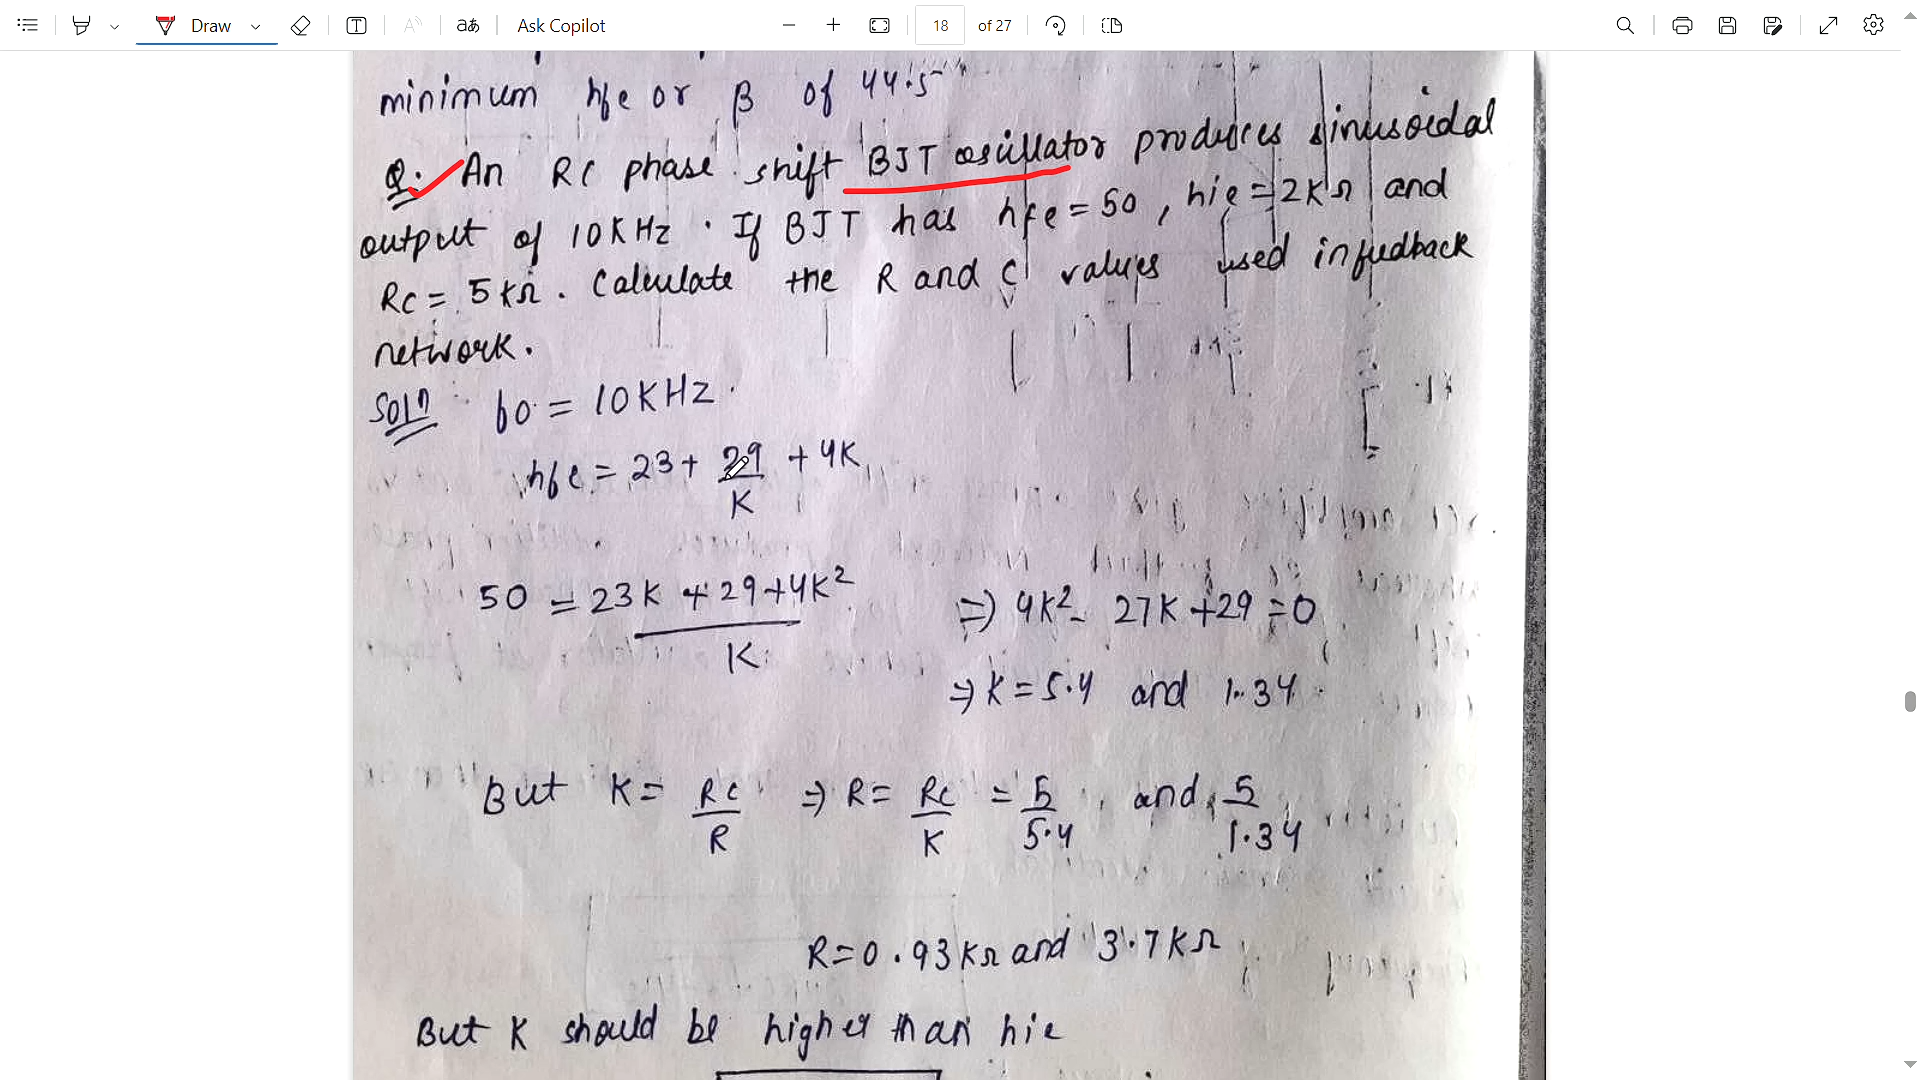 Draw
aあ
Ask Copilot
18
of 27
minimum hfe or β of 44.5
Q. An RC phase shift BJT oscillator produces sinusoidal
output of 10KHz. If BJT has hfe = 50, hie = 2KΩ and
Rc = 5kΩ. Calculate the R and C values used in feedback
network.
Soln fo = 10KHz.
hfe = 23 + 29/K + 4K
50 = 23K + 29 + 4K²/K
=) 4K² - 27K + 29 = 0
=> K = 5.4 and 1.34
But K = Rc/R => R = Rc/K = 5/5.4, and, 5/1.34
R = 0.93KΩ and 3.7KΩ
But K should be higher than hie